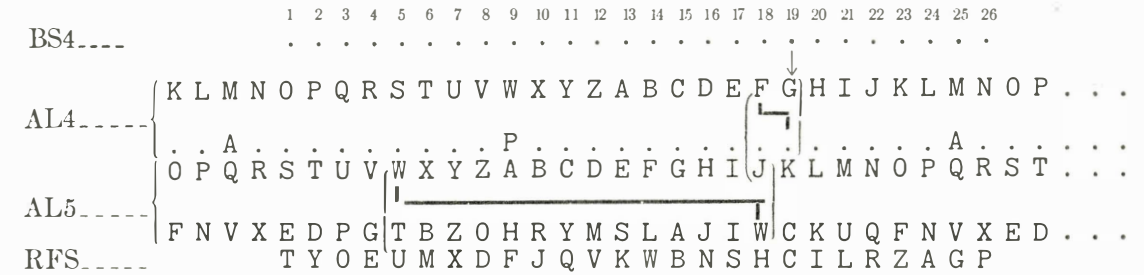 1 2 3 4 5 6 7 8 9 10 11 12 13 14 15 16 17 18 19 20 21 22 23 24 25 26
BS4---- . . . . . . . . . . . . . . . . . . . . . . . . . .
K L M N O P Q R S T U V W X Y Z A B C D E F G H I J K L M N O P . . .
AL4-----
. . A . . . . . . . . . P . . . . . . . . . . . . . . . A . . . . . .
O P Q R S T U V W X Y Z A B C D E F G H I J K L M N O P Q R S T . . .
AL5-----
F N V X E D P G T B Z O H R Y M S L A J I W C K U Q F N V X E D . . .
RFS----- T Y O E U M X D F J Q V K W B N S H C I L R Z A G P